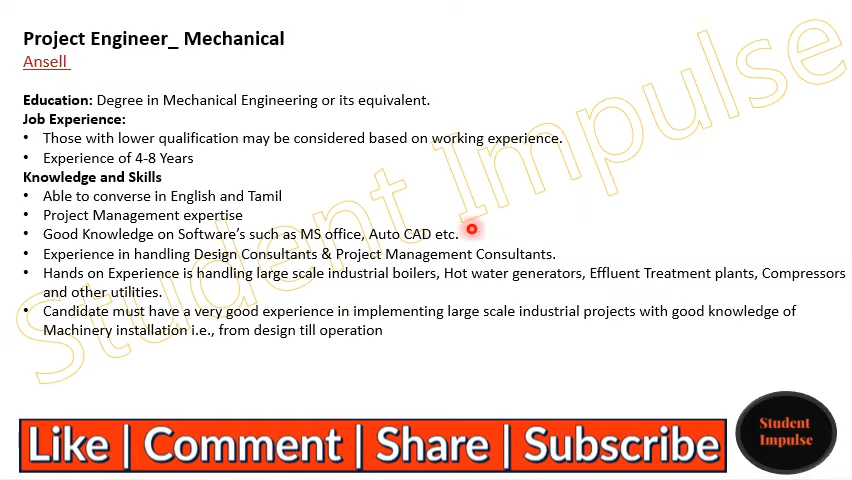 Project Engineer_ Mechanical
Ansell
Education: Degree in Mechanical Engineering or its equivalent.
Job Experience:
• Those with lower qualification may be considered based on working experience.
• Experience of 4-8 Years
Knowledge and Skills
• Able to converse in English and Tamil
• Project Management expertise
• Good Knowledge on Software's such as MS office, Auto CAD etc.
• Experience in handling Design Consultants & Project Management Consultants.
• Hands on Experience is handling large scale industrial boilers, Hot water generators, Effluent Treatment plants, Compressors
and other utilities.
• Candidate must have a very good experience in implementing large scale industrial projects with good knowledge of
Machinery installation i.e., from design till operation
Student Impulse
Like | Comment | Share | Subscribe
Student
Impulse